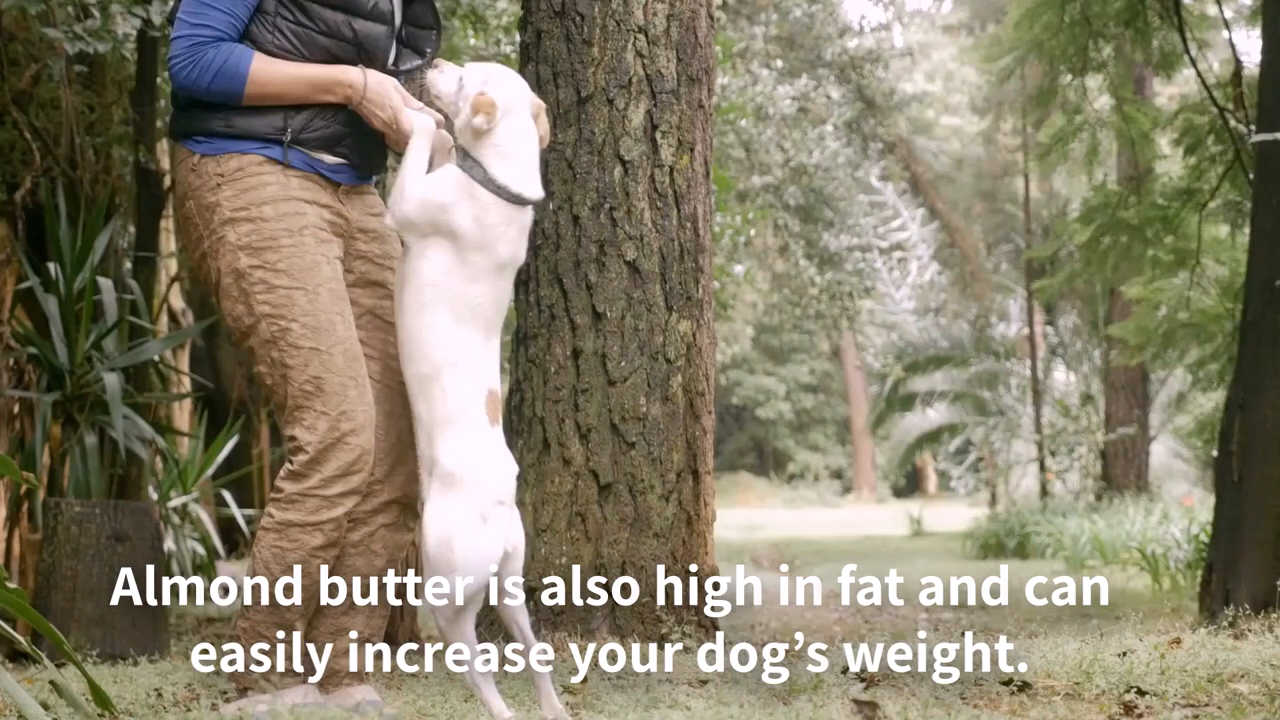 Almond butter is also high in fat and can
easily increase your dog’s weight.